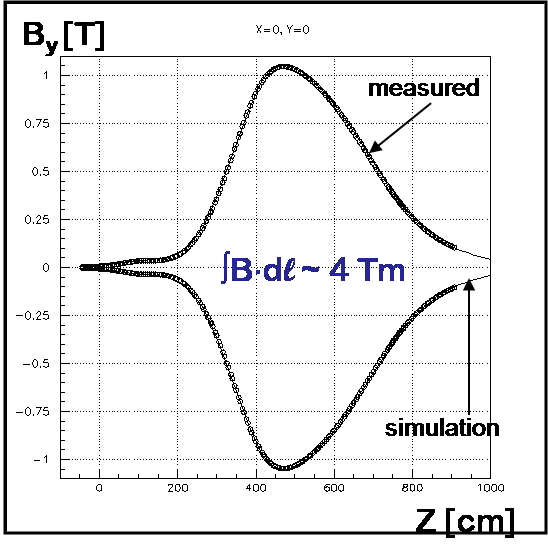 By [T]
X=0, Y=0
1
measured
0.75
0.5
0.25
0
∫B·dℓ ~ 4 Tm
-0.25
-0.5
-0.75
simulation
-1
0 200 400 600 800 1000
Z [cm]